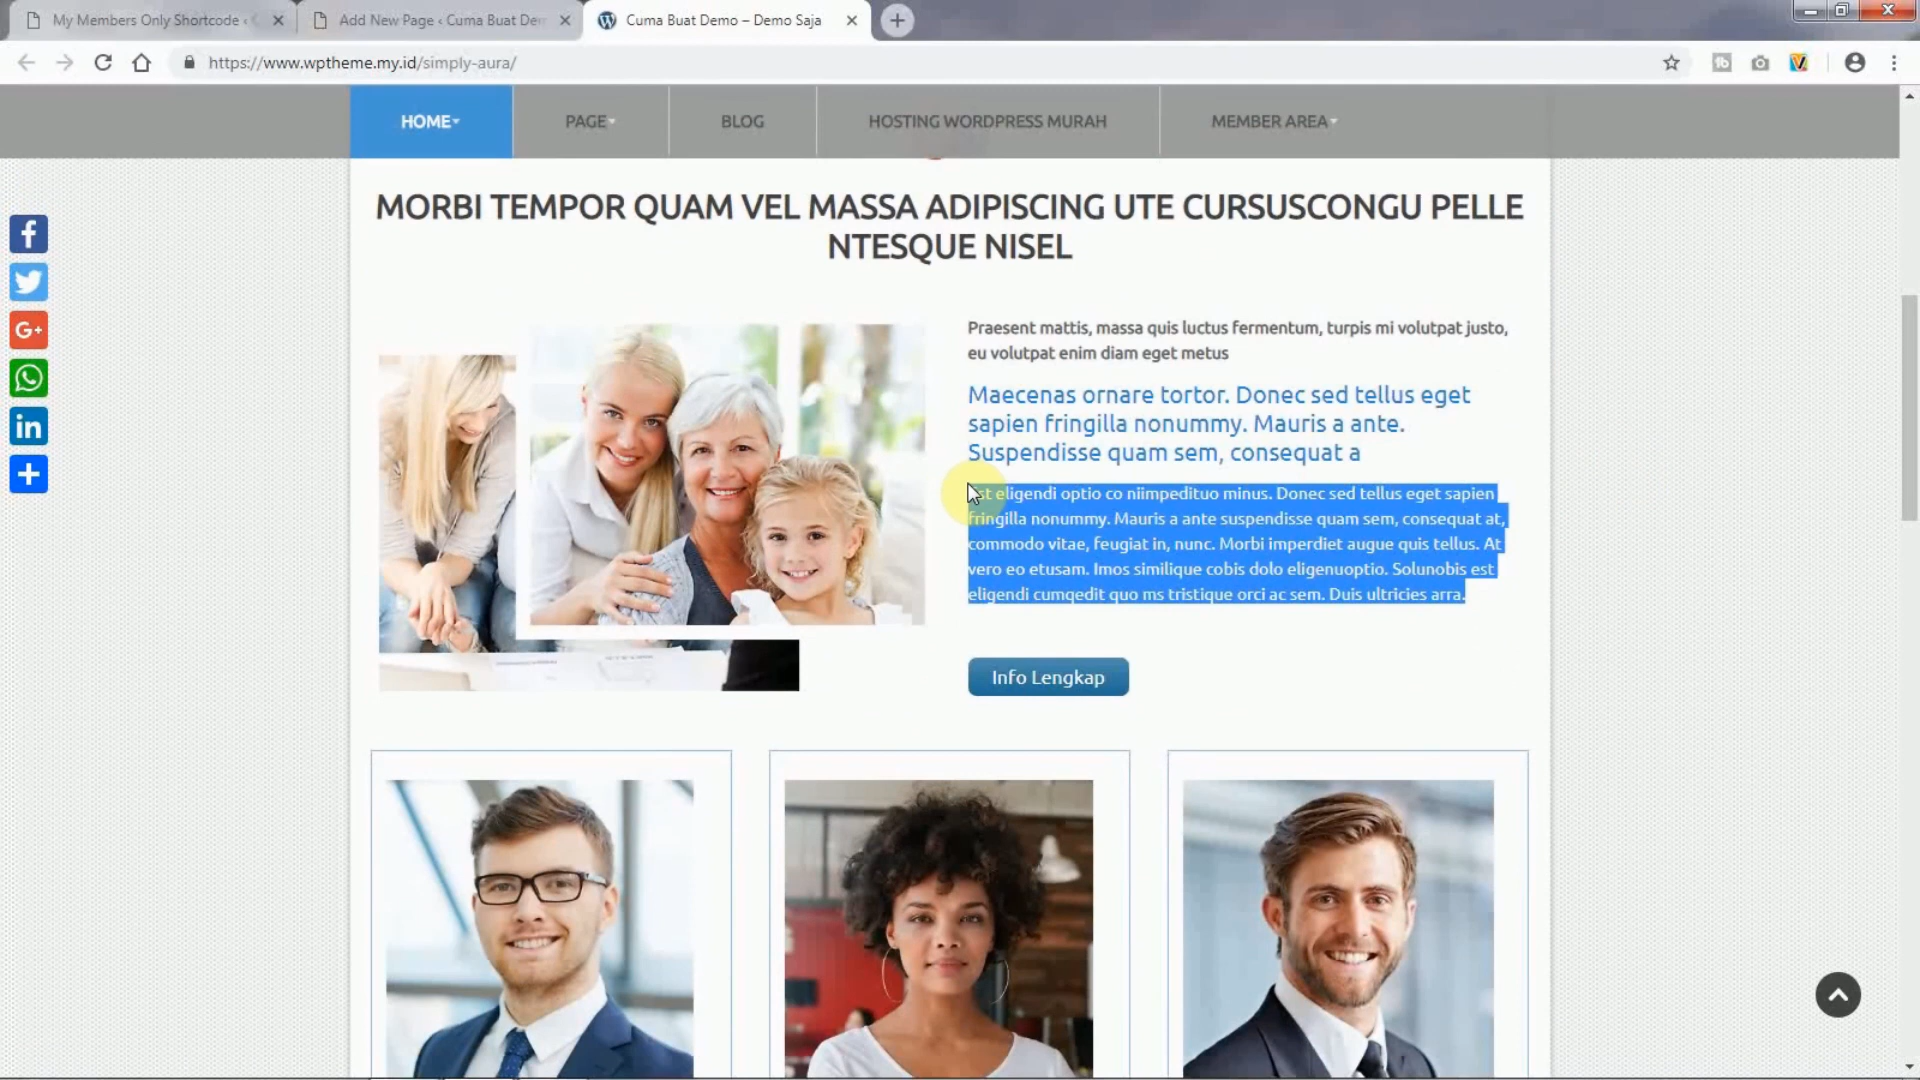 My Members Only Shortcode ‹
Add New Page ‹ Cuma Buat Dem
Cuma Buat Demo – Demo Saja
https://www.wptheme.my.id/simply-aura/
HOME
PAGE
BLOG
HOSTING WORDPRESS MURAH
MEMBER AREA
MORBI TEMPOR QUAM VEL MASSA ADIPISCING UTE CURSUSCONGU PELLE
NTESQUE NISEL
Praesent mattis, massa quis luctus fermentum, turpis mi volutpat justo,
eu volutpat enim diam eget metus
Maecenas ornare tortor. Donec sed tellus eget
sapien fringilla nonummy. Mauris a ante.
Suspendisse quam sem, consequat a
est eligendi optio co niimpedituo minus. Donec sed tellus eget sapien
fringilla nonummy. Mauris a ante suspendisse quam sem, consequat at,
commodo vitae, feugiat in, nunc. Morbi imperdiet augue quis tellus. At
vero eo etusam. Imos similique cobis dolo eligenuoptio. Solunobis est
eligendi cumqedit quo ms tristique orci ac sem. Duis ultricies arra.
Info Lengkap